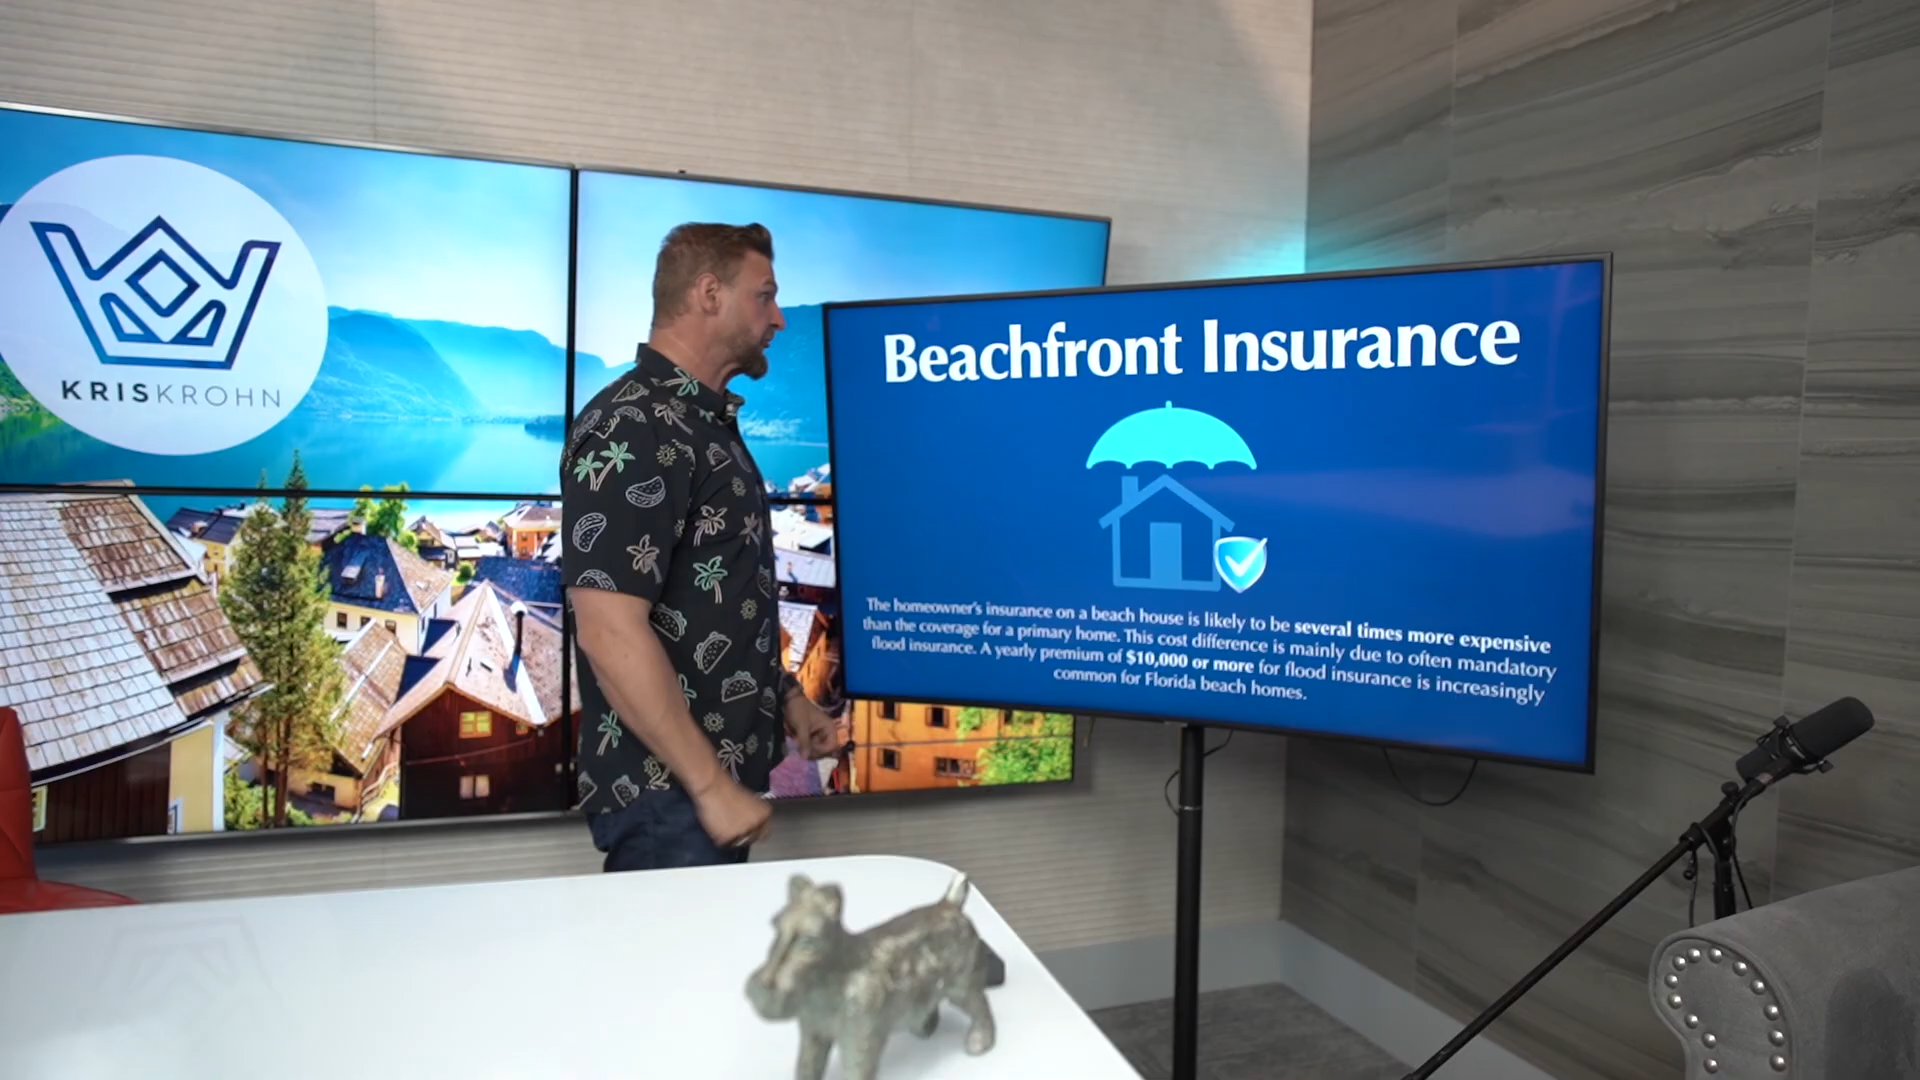 KRISKROHN
Beachfront Insurance
The homeowner's insurance on a beach house is likely to be several times more expensive
than the coverage for a primary home. This cost difference is mainly due to often mandatory
flood insurance. A yearly premium of $10,000 or more for flood insurance is increasingly
common for Florida beach homes.